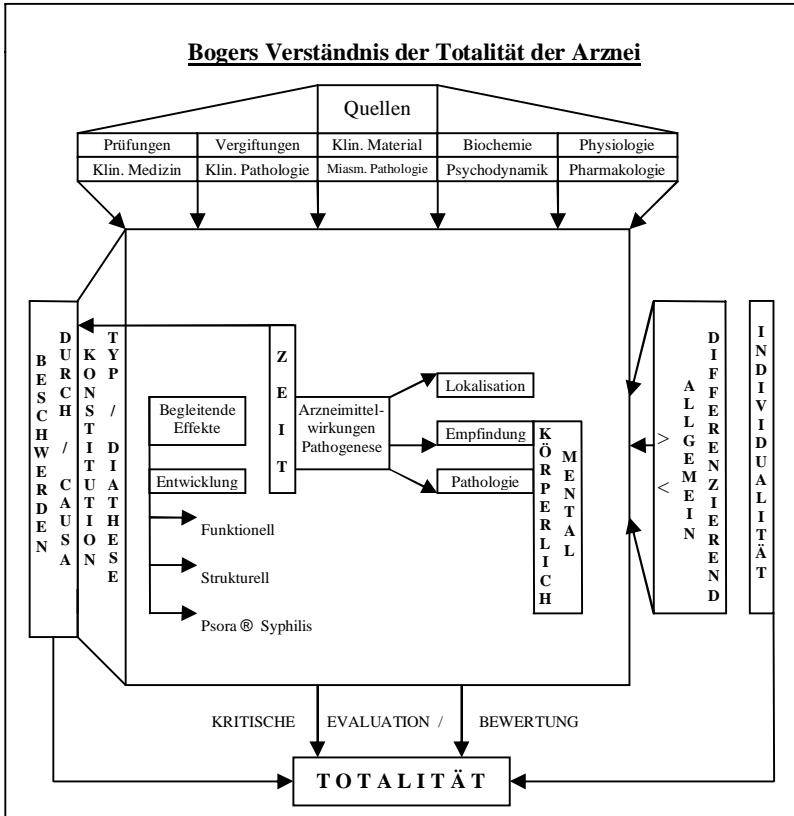 Bogers Verständnis der Totalität der Arznei
Quellen
Prüfungen Vergiftungen Klin. Material Biochemie Physiologie
Klin. Medizin Klin. Pathologie Miasm. Pathologie Psychodynamik Pharmakologie
BESCHWERDEN
DURCH / CAUSA
KONSTITUTION
TYP / DIATHESE
ZEIT
Begleitende
Effekte
Entwicklung
Funktionell
Strukturell
Psora ® Syphilis
Arzneimittel-
wirkungen
Pathogenese
Lokalisation
Empfindung
Pathologie
KÖRPERLICH
MENTAL
> <
ALLGEMEIN
DIFFERENZIEREND
INDIVIDUALITÄT
KRITISCHE EVALUATION / BEWERTUNG
TOTALITÄT